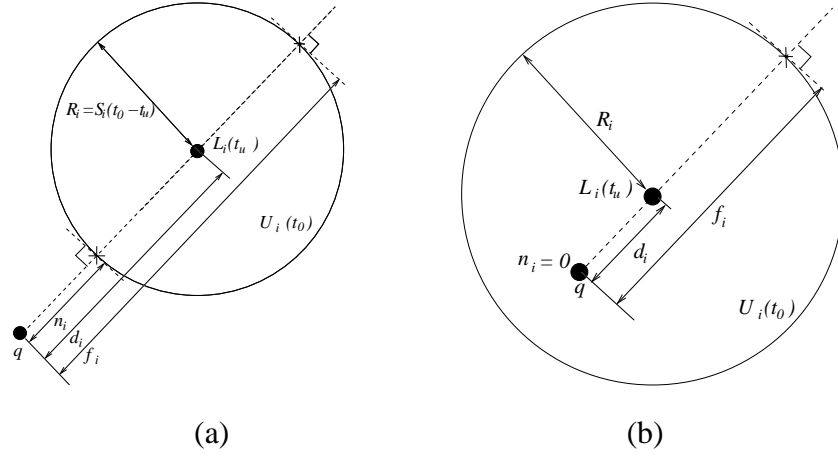 R_i=S_i(t_0-t_u)
L_i(t_u)
U_i(t_0)
n_i
d_i
f_i
q
(a)
R_i
L_i(t_u)
f_i
d_i
n_i=0
q
U_i(t_0)
(b)